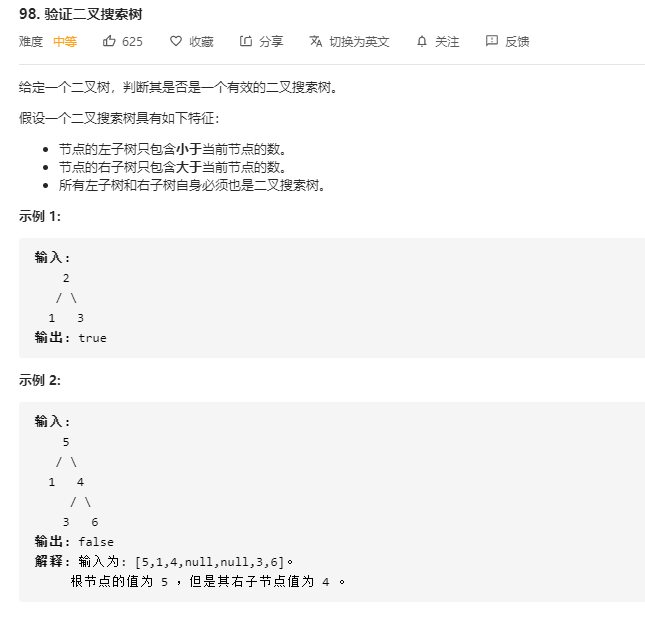 98. 验证二叉搜索树
难度 中等 625 收藏 分享 切换为英文 关注 反馈
给定一个二叉树，判断其是否是一个有效的二叉搜索树。
假设一个二叉搜索树具有如下特征：
• 节点的左子树只包含小于当前节点的数。
• 节点的右子树只包含大于当前节点的数。
• 所有左子树和右子树自身必须也是二叉搜索树。
示例 1:
输入:
2
/ \
1 3
输出: true
示例 2:
输入:
5
/ \
1 4
/ \
3 6
输出: false
解释: 输入为: [5,1,4,null,null,3,6]。
根节点的值为 5 ，但是其右子节点值为 4 。